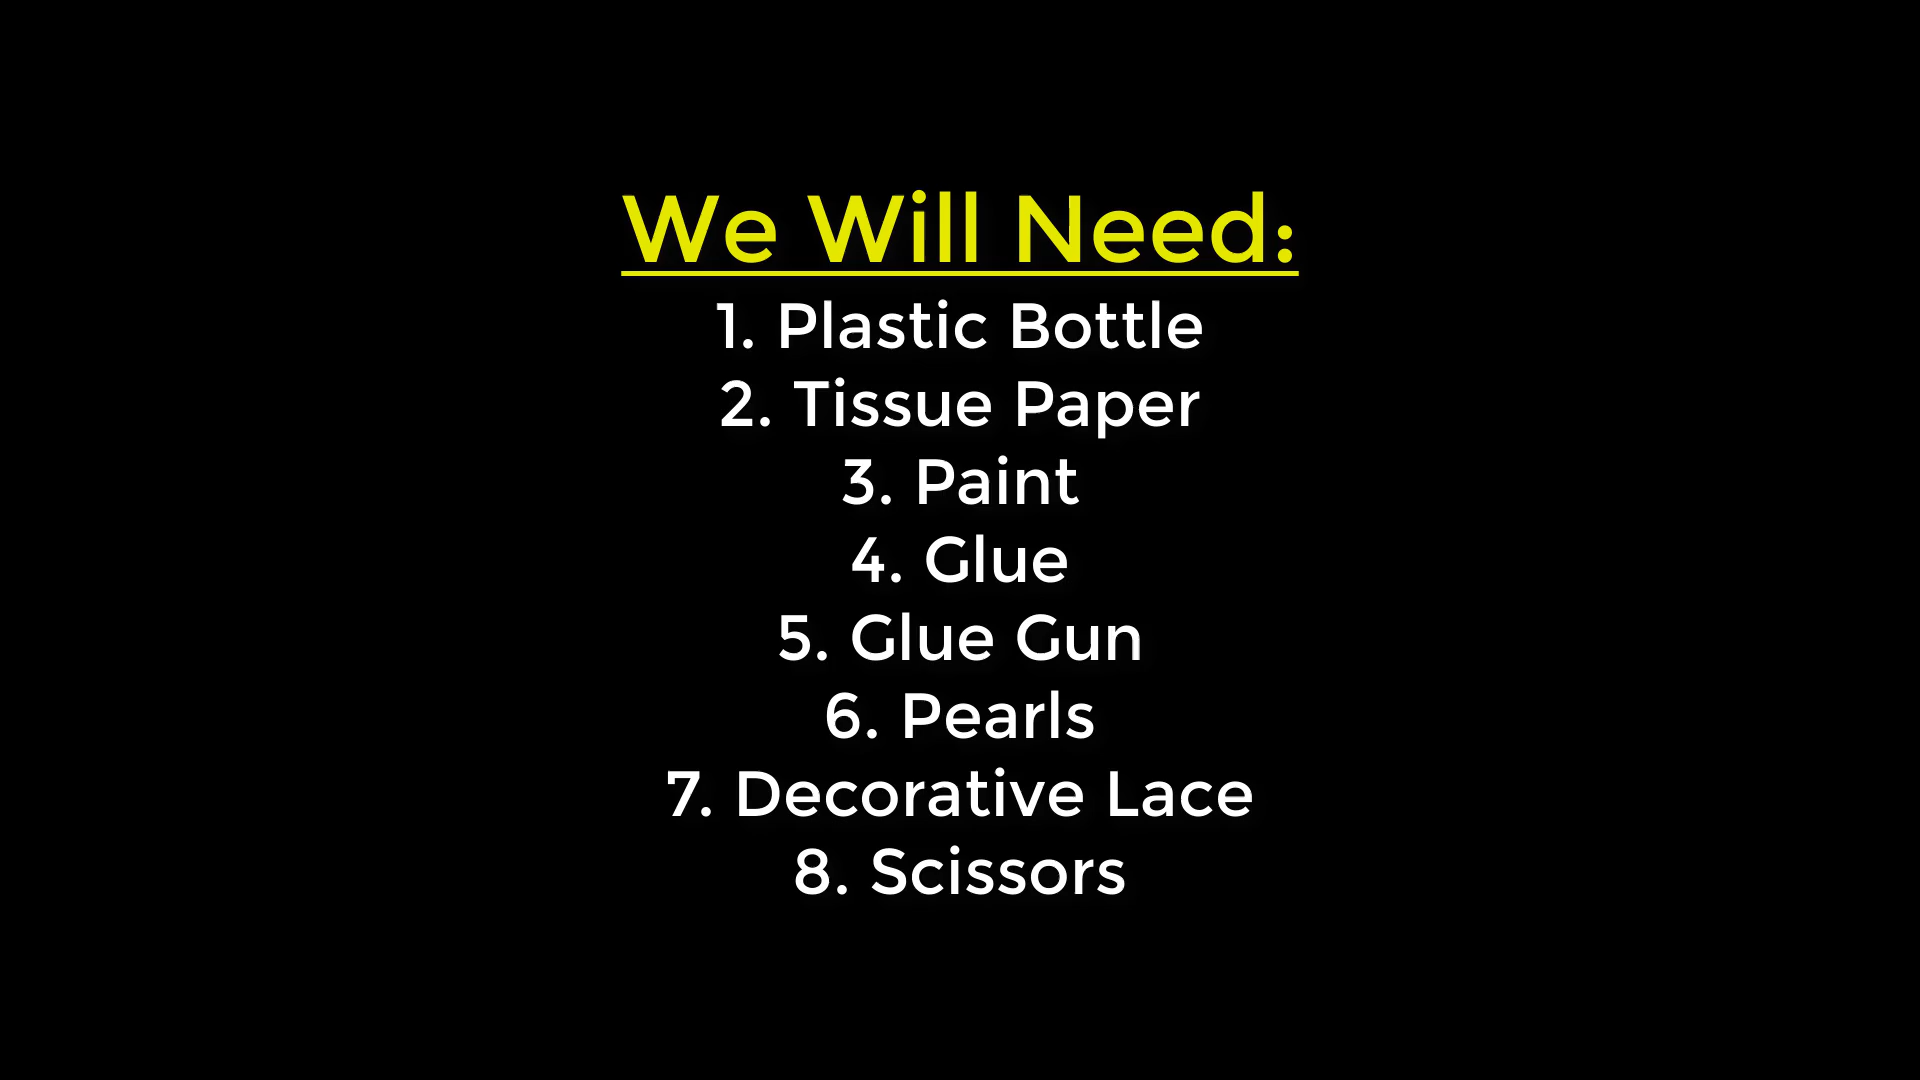 We Will Need:
1. Plastic Bottle
2. Tissue Paper
3. Paint
4. Glue
5. Glue Gun
6. Pearls
7. Decorative Lace
8. Scissors